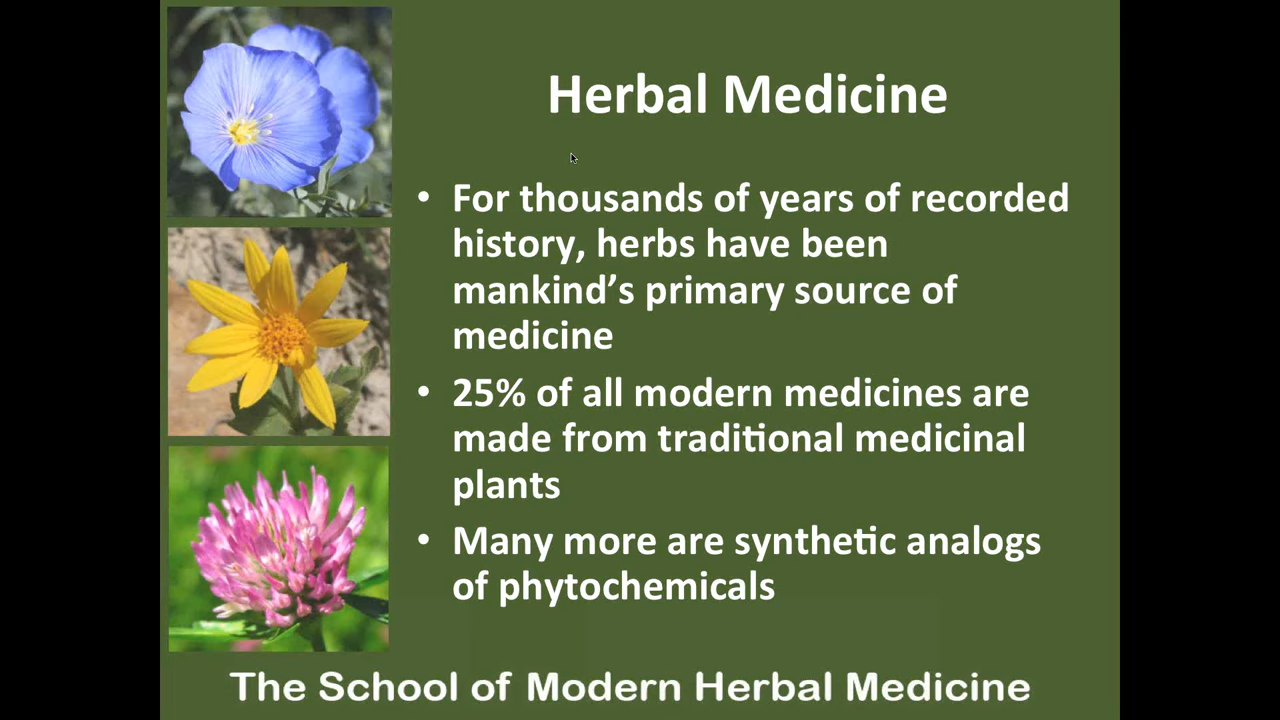 Herbal Medicine
• For thousands of years of recorded
history, herbs have been
mankind’s primary source of
medicine
• 25% of all modern medicines are
made from traditional medicinal
plants
• Many more are synthetic analogs
of phytochemicals
The School of Modern Herbal Medicine